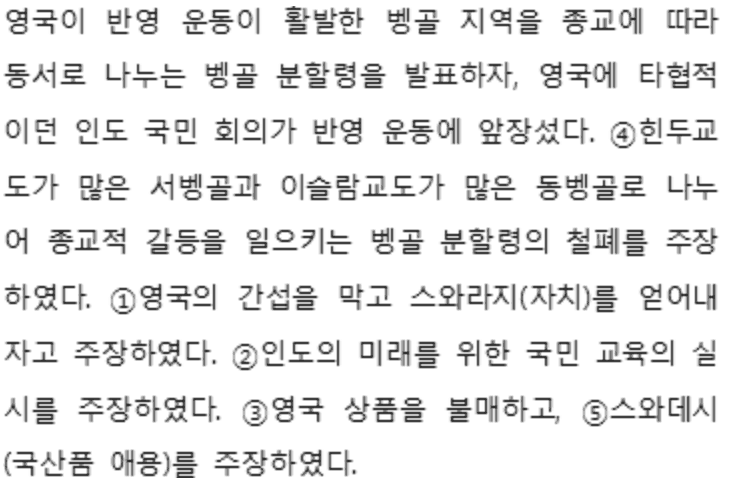 영국이 반영 운동이 활발한 벵골 지역을 종교에 따라
동서로 나누는 벵골 분할령을 발표하자, 영국에 타협적
이던 인도 국민 회의가 반영 운동에 앞장섰다. ④힌두교
도가 많은 서벵골과 이슬람교도가 많은 동벵골로 나누
어 종교적 갈등을 일으키는 벵골 분할령의 철폐를 주장
하였다. ①영국의 간섭을 막고 스와라지(자치)를 얻어내
자고 주장하였다. ②인도의 미래를 위한 국민 교육의 실
시를 주장하였다. ③영국 상품을 불매하고, ⑤스와데시
(국산품 애용)를 주장하였다.